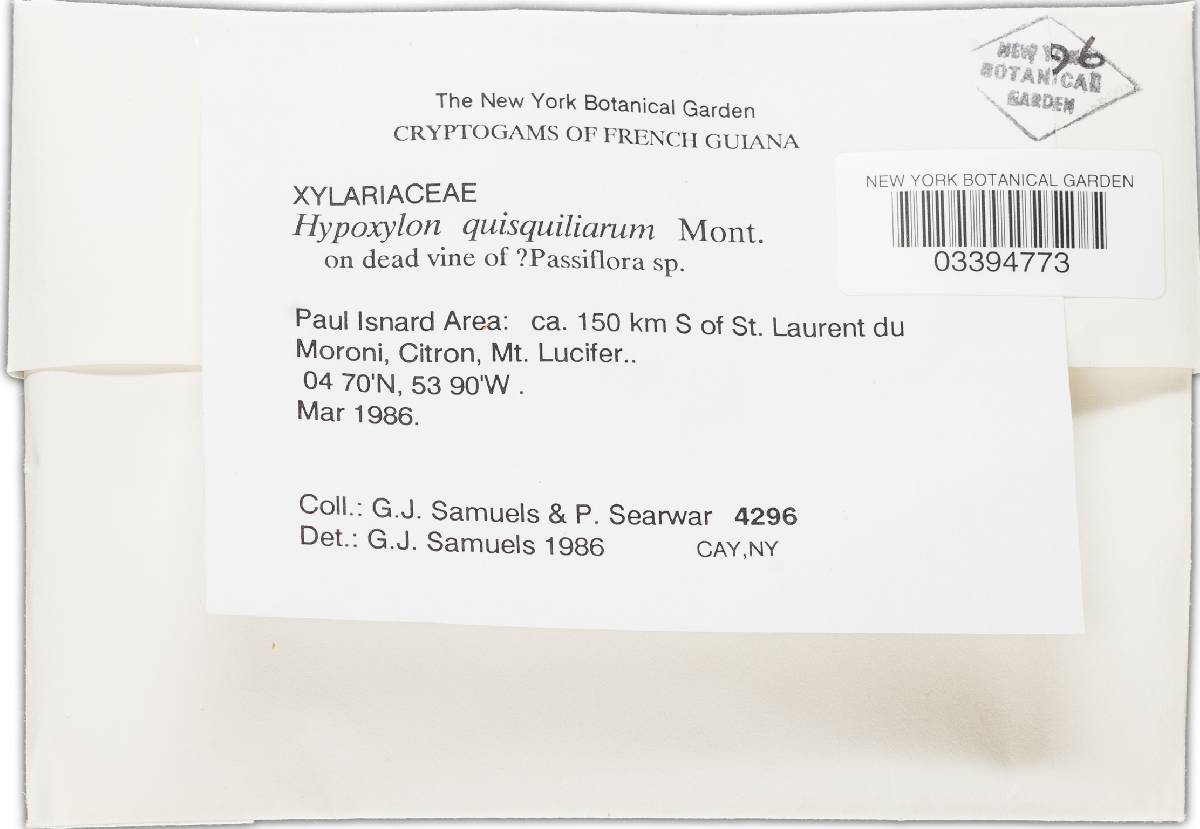 NEW YORK
96
BOTANICAL
GARDEN
The New York Botanical Garden
CRYPTOGAMS OF FRENCH GUIANA
NEW YORK BOTANICAL GARDEN
03394773
XYLARIACEAE
Hypoxylon quisquiliarum Mont.
on dead vine of ?Passiflora sp.
Paul Isnard Area: ca. 150 km S of St. Laurent du
Moroni, Citron, Mt. Lucifer..
04 70'N, 53 90'W .
Mar 1986.
Coll.: G.J. Samuels & P. Searwar 4296
Det.: G.J. Samuels 1986 CAY,NY